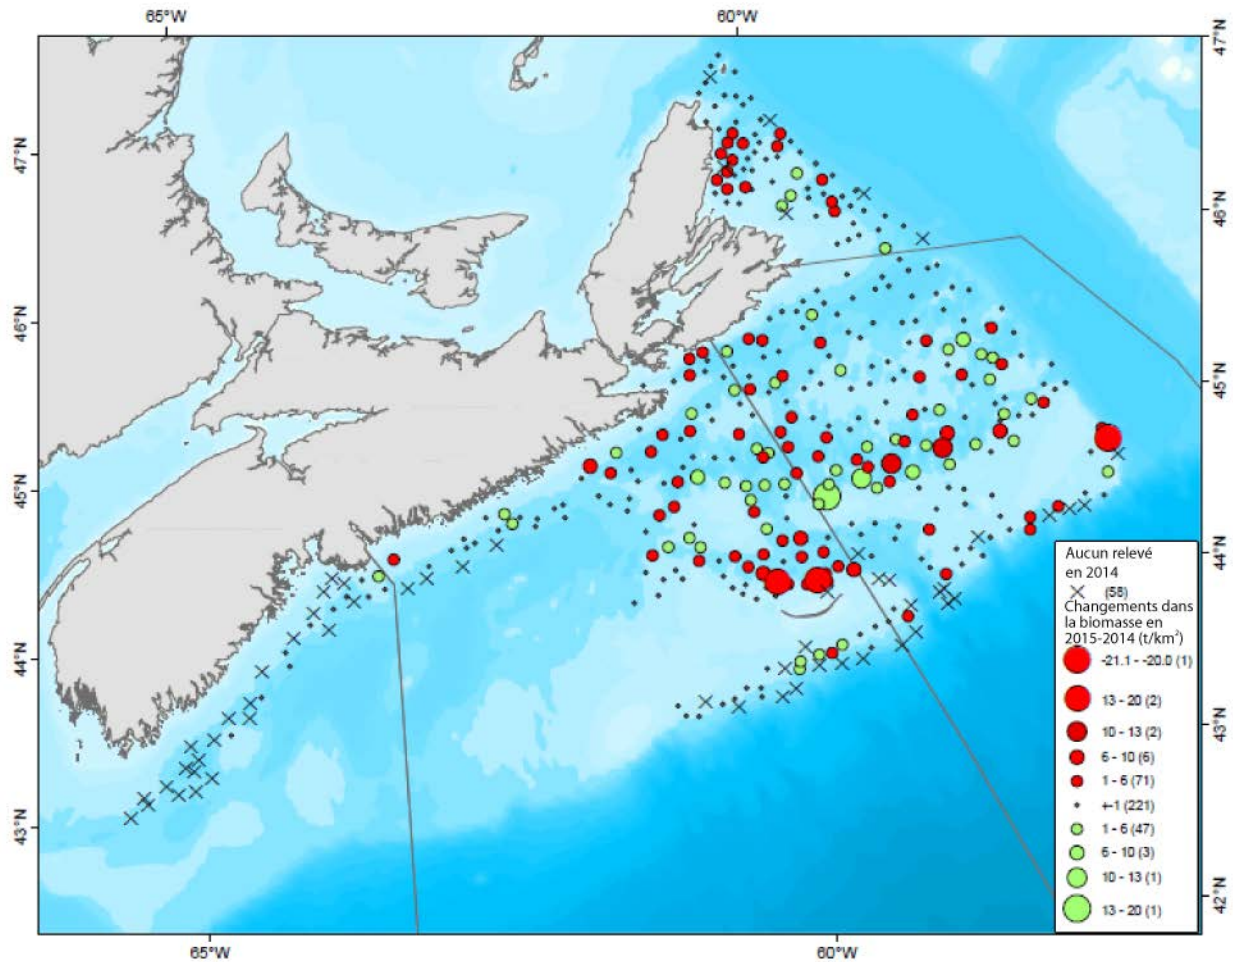 65°W
60°W
47°N
47°N
46°N
46°N
45°N
45°N
44°N
44°N
43°N
43°N
42°N
65°W
60°W
Aucun relevé
en 2014
(58)
Changements dans
la biomasse en
2015-2014 (t/km²)
-21.1 - -20.0 (1)
13 - 20 (2)
10 - 13 (2)
6 - 10 (6)
1 - 6 (71)
+-1 (221)
1 - 6 (47)
6 - 10 (3)
10 - 13 (1)
13 - 20 (1)